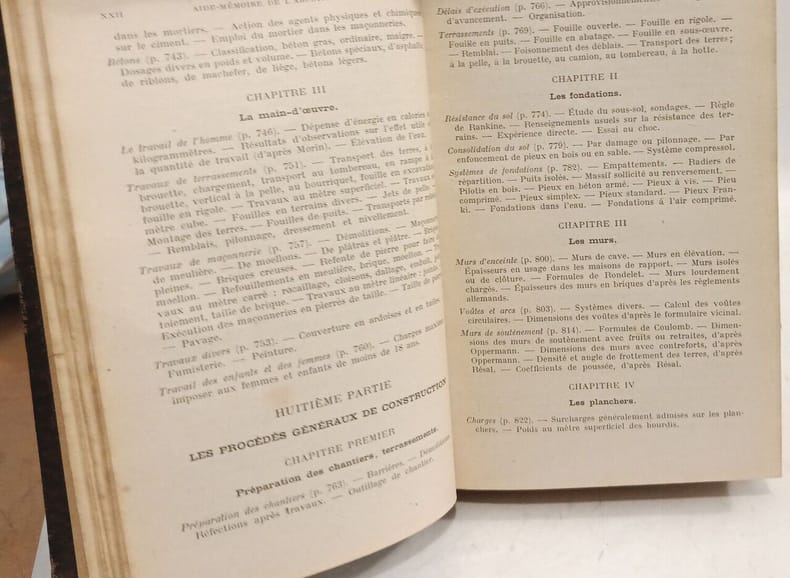 XXII AIDE-MÉMOIRE DE
dans les mortiers. — Action des agents physiques et chimiques
sur le ciment. — Emploi du mortier dans les maçonneries.
Bétons (p. 743). — Classification, béton gras, ordinaire, maigre. —
Dosages divers en poids et volume. — Bétons spéciaux, d'asphalte,
de riblons, de machefer, de liège, bétons légers.
CHAPITRE III
La main-d'œuvre.
Le travail de l'homme (p. 746). — Dépense d'énergie en calories
kilogrammètres. — Résultats d'observations sur l'effet utile
la quantité de travail (d'après Morin). — Élévation de l'eau.
Travaux de terrassements (p. 751). — Transport des terres, à
brouette, chargement, transport au tombereau, en rampe à
brouette, vertical à la pelle, au bourriquet, fouille en excavation
fouille en rigole. — Travaux au mètre superficiel. — Travaux
mètre cube. — Fouilles en terrains divers. — Jets de pelle.
Montage des terres. — Fouilles de puits. — Transports par
— Remblais, pilonnage, dressement et nivellement.
Travaux de maçonnerie (p. 757). — Démolitions. — Maçonnerie
de meulière. — De moellons. — De plâtras et plâtre. —
pleines. — Briques creuses. — Refente de pierre pour faire
moellon. — Refouillements en meulière, brique, moellon. —
vaux au mètre carré : rocaillage, cloisons, dallage, enduit,
toiement, taille de brique. — Travaux au mètre linéaire :
Exécution des maçonneries en pierres de taille. — Taille de
— Pavage.
Travaux divers (p. 753). — Couverture en ardoises et en tuiles.
Fumisterie. — Peinture.
Travail des enfants et des femmes (p. 760). — Charges maxima
imposer aux femmes et enfants de moins de 18 ans.
HUITIÈME PARTIE
LES PROCÉDÉS GÉNÉRAUX DE CONSTRUCTION
CHAPITRE PREMIER
Préparation des chantiers, terrassements.
Préparation des chantiers (p. 763). — Barrières. — Démolitions
Réfections après travaux. — Outillage de chantier.
Délais d'exécution (p. 766). — Approvisionnement
d'avancement. — Organisation.
Terrassements (p. 769). — Fouille ouverte. — Fouille en rigole. —
Fouille en puits. — Fouille en abatage. — Fouille en sous-œuvre.
— Remblai. — Foisonnement des déblais. — Transport des terres ;
à la pelle, à la brouette, au camion, au tombereau, à la hotte.
CHAPITRE II
Les fondations.
Résistance du sol (p. 774). — Étude du sous-sol, sondages. — Règle
de Rankine. — Renseignements usuels sur la résistance des ter-
rains. — Expérience directe. — Essai au choc.
Consolidation du sol (p. 779). — Par damage ou pilonnage. — Par
enfoncement de pieux en bois ou en sable. — Système compressol.
Systèmes de fondations (p. 782). — Empattements. — Radiers de
répartition. — Puits isolés. — Massif sollicité au renversement. —
Pilotis en bois. — Pieux en béton armé. — Pieux à vis. — Pieu
comprimé. — Pieux simplex. — Pieux standard. — Pieux Fran-
ki. — Fondations dans l'eau. — Fondations à l'air comprimé.
CHAPITRE III
Les murs.
Murs d'enceinte (p. 800). — Murs de cave. — Murs en élévation. —
Épaisseurs en usage dans les maisons de rapport. — Murs isolés
ou de clôture. — Formules de Rondelet. — Murs lourdement
chargés. — Épaisseurs des murs en briques d'après les règlements
allemands.
Voûtes et arcs (p. 803). — Systèmes divers. — Calcul des voûtes
circulaires. — Dimensions des voûtes d'après le formulaire vicinal.
Murs de soutènement (p. 814). — Formules de Coulomb. — Dimen-
sions des murs de soutènement avec fruits ou retraites, d'après
Oppermann. — Dimensions des murs avec contreforts, d'après
Oppermann. — Densité et angle de frottement des terres, d'après
Résal. — Coefficients de poussée, d'après Résal.
CHAPITRE IV
Les planchers.
Charges (p. 822). — Surcharges généralement admises sur les plan-
chers. — Poids au mètre superficiel des hourdis.